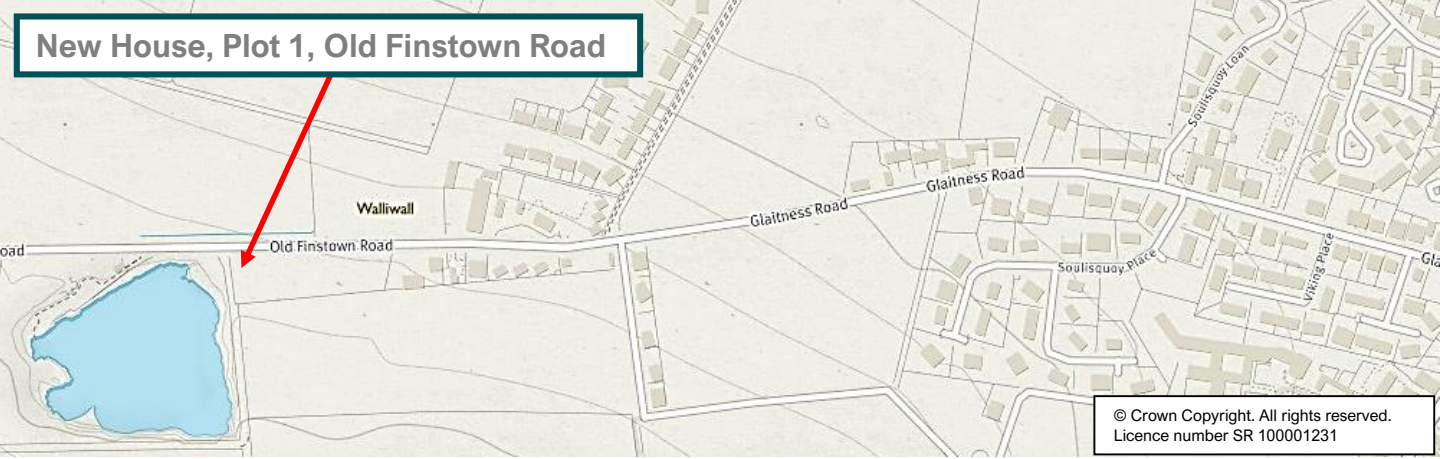 New House, Plot 1, Old Finstown Road
Soulisquoy Loan
Glaitness Road
Walliwall
Glaitness Road
oad
Old Finstown Road
Soulisquoy Place
Viking Place
Gla
© Crown Copyright. All rights reserved.
Licence number SR 100001231